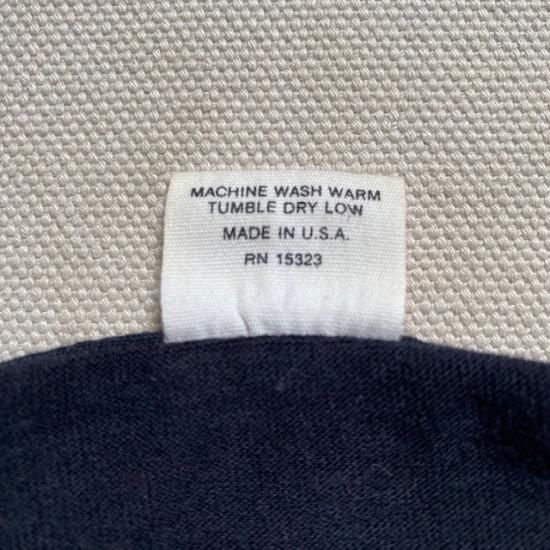 MACHINE WASH WARM
TUMBLE DRY LOW
MADE IN U.S.A.
RN 15323